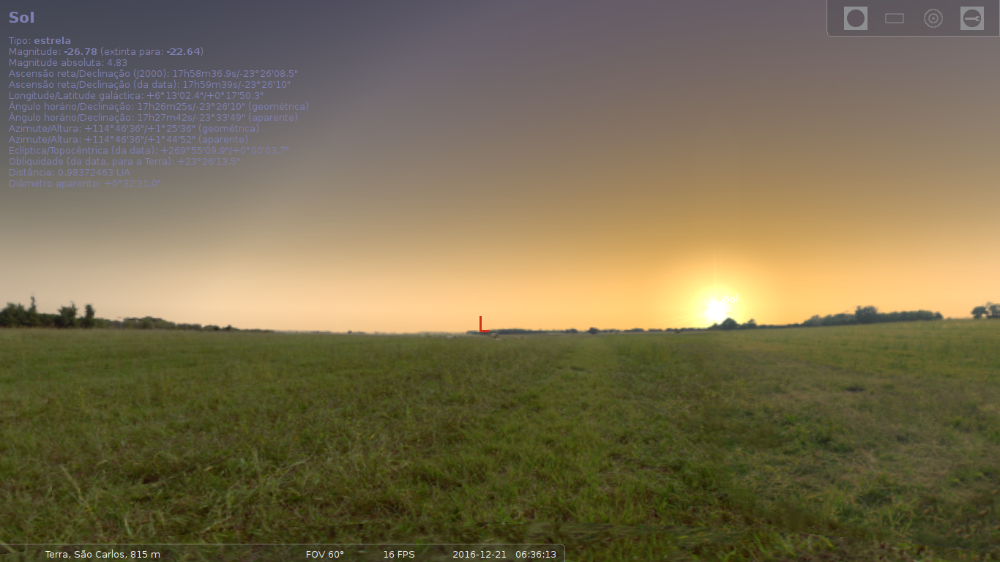 Sol
Tipo: estrela
Magnitude: -26.78 (extinta para: -22.64)
Magnitude absoluta: 4.83
Ascensão reta/Declinação (J2000): 17h58m36.9s/-23°26'08.5"
Ascensão reta/Declinação (da data): 17h59m39s/-23°26'10"
Longitude/Latitude galáctica: +6°13'02.4"/+0°17'50.3"
Ângulo horário/Declinação: 17h26m25s/-23°26'10" (geométrica)
Ângulo horário/Declinação: 17h27m42s/-23°33'49" (aparente)
Azimute/Altura: +114°46'36"/+1°25'36" (geométrica)
Azimute/Altura: +114°46'36"/+1°44'52" (aparente)
Eclíptica/Topocêntrica (da data): +269°55'09.9"/+0°00'03.7"
Obliquidade (da data, para a Terra): +23°26'13.5"
Distância: 0.98372463 UA
Diâmetro aparente: +0°32'31.0"
Sol
L
Terra, São Carlos, 815 m FOV 60° 16 FPS 2016-12-21 06:36:13